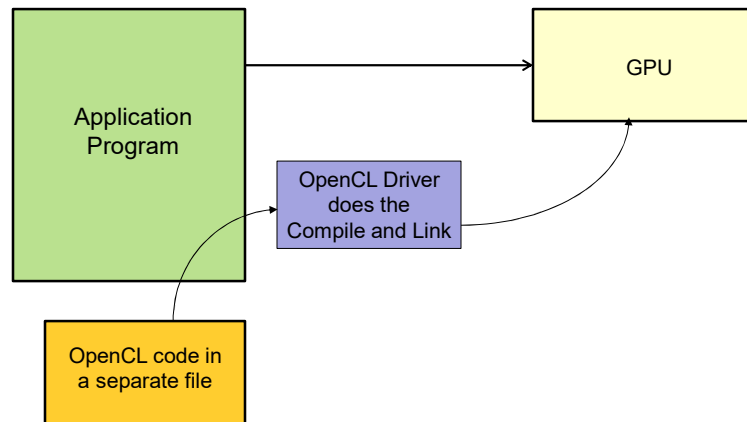 Application
Program
GPU
OpenCL Driver
does the
Compile and Link
OpenCL code in
a separate file